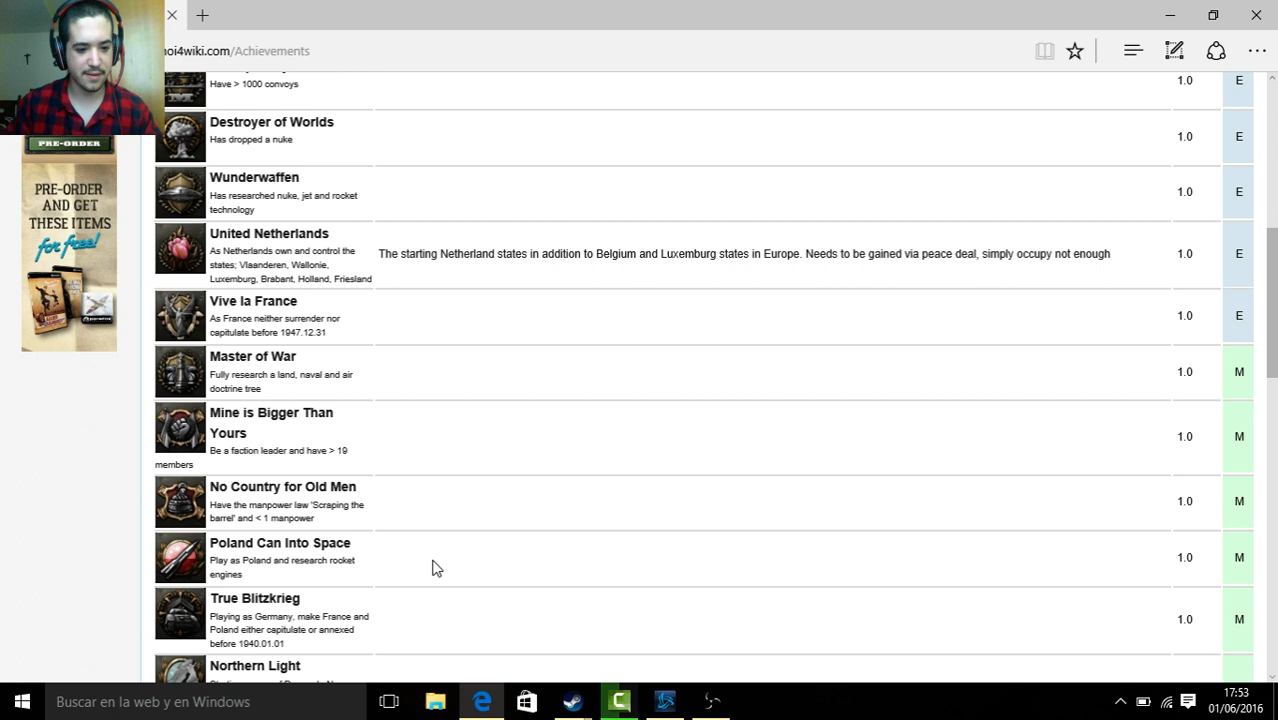 hoi4wiki.com/Achievements
Have > 1000 convoys
1.0 E
Destroyer of Worlds
Has dropped a nuke
1.0 E
Wunderwaffen
Has researched nuke, jet and rocket
technology
1.0 E
United Netherlands
As Netherlands own and control the
states; Vlaanderen, Wallonie,
Luxemburg, Brabant, Holland, Friesland
The starting Netherland states in addition to Belgium and Luxemburg states in Europe. Needs to be gained via peace deal, simply occupy not enough
1.0 E
Vive la France
As France neither surrender nor
capitulate before 1947.12.31
1.0 E
Master of War
Fully research a land, naval and air
doctrine tree
1.0 M
Mine is Bigger Than
Yours
Be a faction leader and have > 19
members
1.0 M
No Country for Old Men
Have the manpower law 'Scraping the
barrel' and < 1 manpower
1.0 M
Poland Can Into Space
Play as Poland and research rocket
engines
1.0 M
True Blitzkrieg
Playing as Germany, make France and
Poland either capitulate or annexed
before 1940.01.01
1.0 M
Northern Light
PRE-ORDER
PRE-ORDER
AND GET
THESE ITEMS
for free!
Buscar en la web y en Windows
17:53
01/06/2016